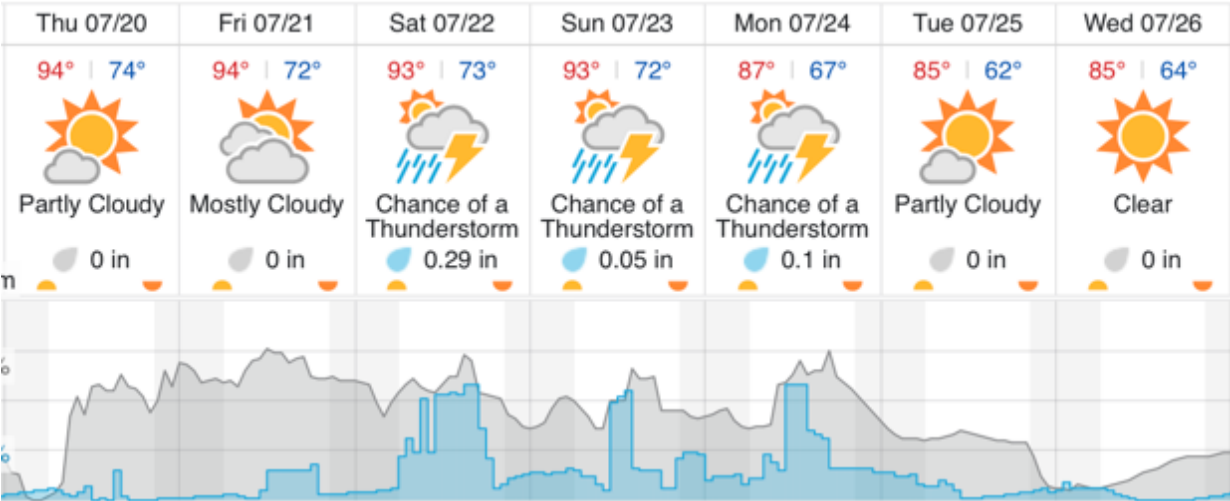 Thu 07/20 Fri 07/21 Sat 07/22 Sun 07/23 Mon 07/24 Tue 07/25 Wed 07/26
94° | 74° 94° | 72° 93° | 73° 93° | 72° 87° | 67° 85° | 62° 85° | 64°
Partly Cloudy Mostly Cloudy Chance of a Chance of a Chance of a Partly Cloudy Clear
Thunderstorm Thunderstorm Thunderstorm
0 in 0 in 0.29 in 0.05 in 0.1 in 0 in 0 in
m
%
%